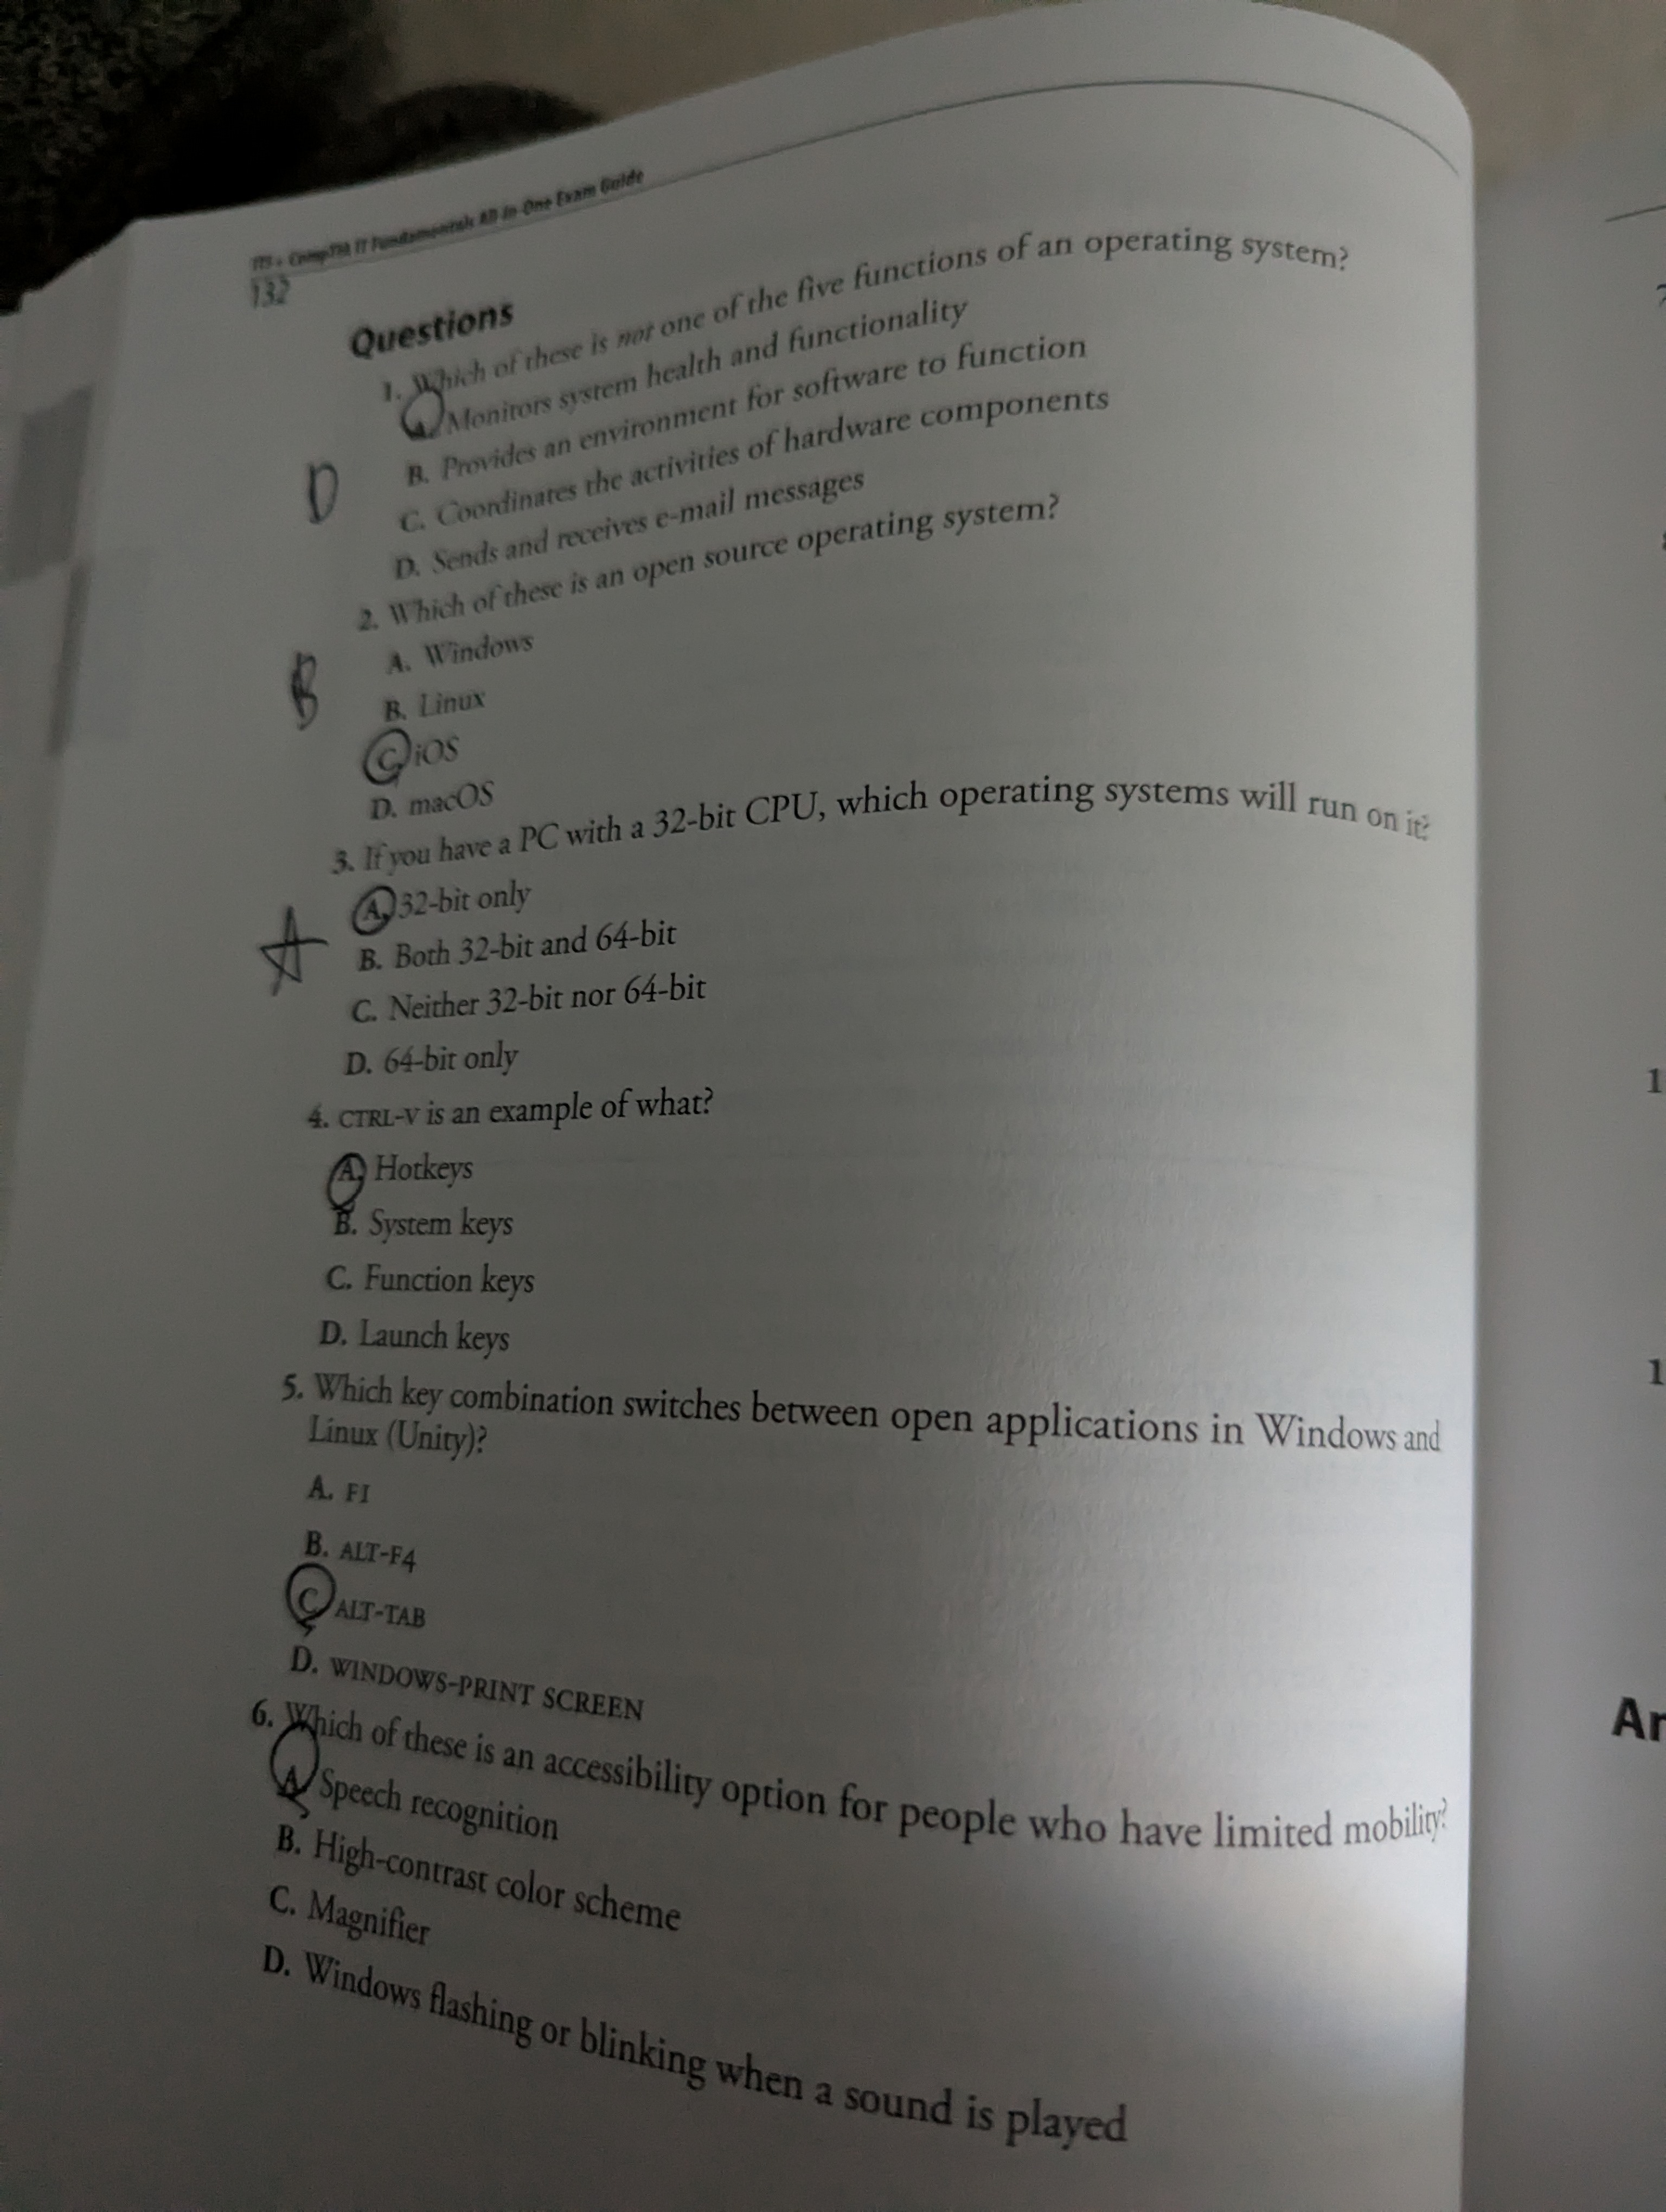 ITF+ CompTIA IT Fundamentals All-in-One Exam Guide
132
Questions
1. Which of these is not one of the five functions of an operating system?
A. Monitors system health and functionality
B. Provides an environment for software to function
C. Coordinates the activities of hardware components
D
D. Sends and receives e-mail messages
2. Which of these is an open source operating system?
A. Windows
B
B. Linux
C. iOS
D. macOS
3. If you have a PC with a 32-bit CPU, which operating systems will run on it?
A. 32-bit only
A
B. Both 32-bit and 64-bit
C. Neither 32-bit nor 64-bit
D. 64-bit only
4. CTRL-V is an example of what?
A. Hotkeys
B. System keys
C. Function keys
D. Launch keys
5. Which key combination switches between open applications in Windows and
Linux (Unity)?
A. F1
B. ALT-F4
C. ALT-TAB
D. WINDOWS-PRINT SCREEN
6. Which of these is an accessibility option for people who have limited mobility?
A. Speech recognition
B. High-contrast color scheme
C. Magnifier
D. Windows flashing or blinking when a sound is played
1
1